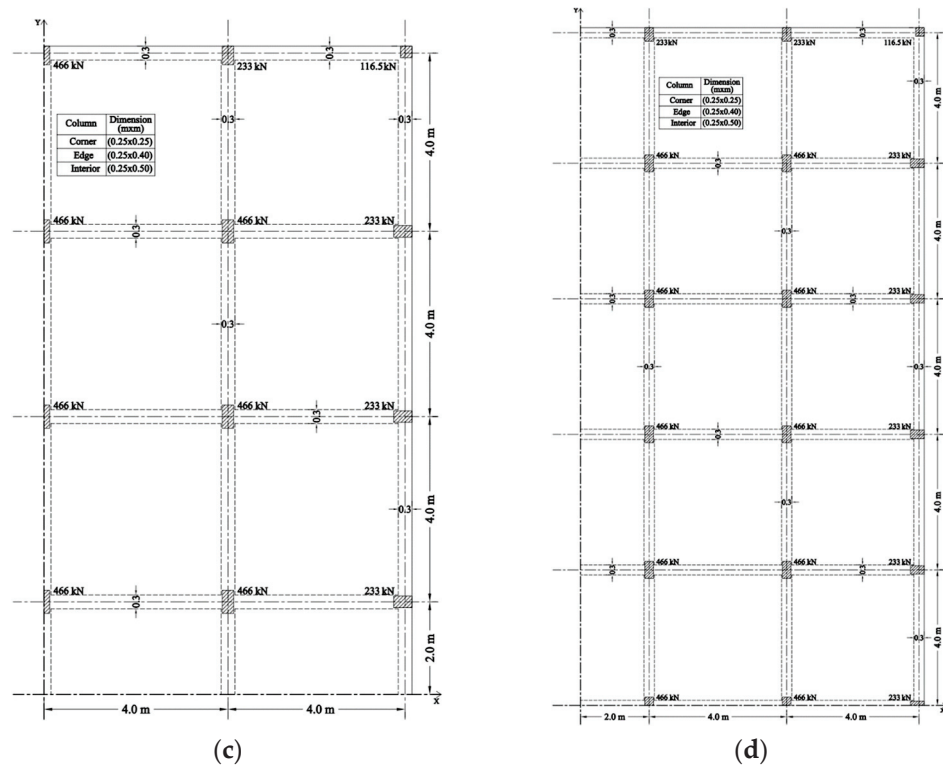 Y
0.3 0.3
466 kN 233 kN 116.5kN
Column Dimension (mxm)
Corner (0.25x0.25)
Edge (0.25x0.40)
Interior (0.25x0.50)
0.3 0.3 4.0 m
466 kN 466 kN 233 kN
0.3
0.3 4.0 m
466 kN 466 kN 233 kN
0.3
0.3 4.0 m
466 kN 466 kN 233 kN
0.3
2.0 m
X
4.0 m 4.0 m
(c)
Y
0.3 0.3
233 kN 233 kN 116.5 kN
Column Dimension (mxm)
Corner (0.25x0.25)
Edge (0.25x0.40)
Interior (0.25x0.50)
0.3 4.0 m
466 kN 466 kN 233 kN
0.3
0.3 4.0 m
466 kN 466 kN 233 kN
0.3 0.3
0.3 0.3 4.0 m
466 kN 466 kN 233 kN
0.3
0.3 4.0 m
466 kN 466 kN 233 kN
0.3 0.3
0.3 4.0 m
466 kN 466 kN 233 kN
X
2.0 m 4.0 m 4.0 m
(d)